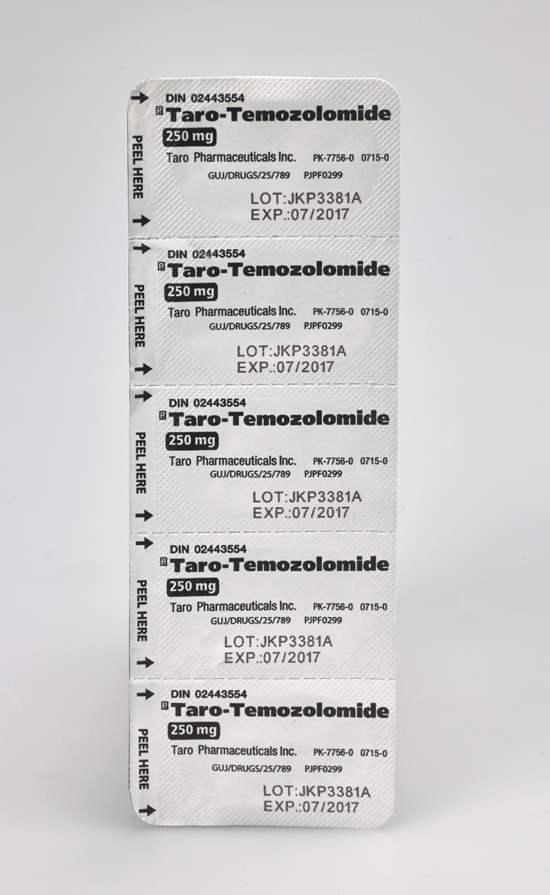 DIN 02443554
Taro-Temozolomide
250 mg
Taro Pharmaceuticals Inc. PK-7756-0 0715-0
GUJ/DRUGS/25/789 PJPF0299
LOT:JKP3381A
EXP.:07/2017
PEEL HERE
DIN 02443554
Taro-Temozolomide
250 mg
Taro Pharmaceuticals Inc. PK-7756-0 0715-0
GUJ/DRUGS/25/789 PJPF0299
LOT:JKP3381A
EXP.:07/2017
PEEL HERE
DIN 02443554
Taro-Temozolomide
250 mg
Taro Pharmaceuticals Inc. PK-7756-0 0715-0
GUJ/DRUGS/25/789 PJPF0299
LOT:JKP3381A
EXP.:07/2017
PEEL HERE
DIN 02443554
Taro-Temozolomide
250 mg
Taro Pharmaceuticals Inc. PK-7756-0 0715-0
GUJ/DRUGS/25/789 PJPF0299
LOT:JKP3381A
EXP.:07/2017
PEEL HERE
DIN 02443554
Taro-Temozolomide
250 mg
Taro Pharmaceuticals Inc. PK-7756-0 0715-0
GUJ/DRUGS/25/789 PJPF0299
LOT:JKP3381A
EXP.:07/2017
PEEL HERE